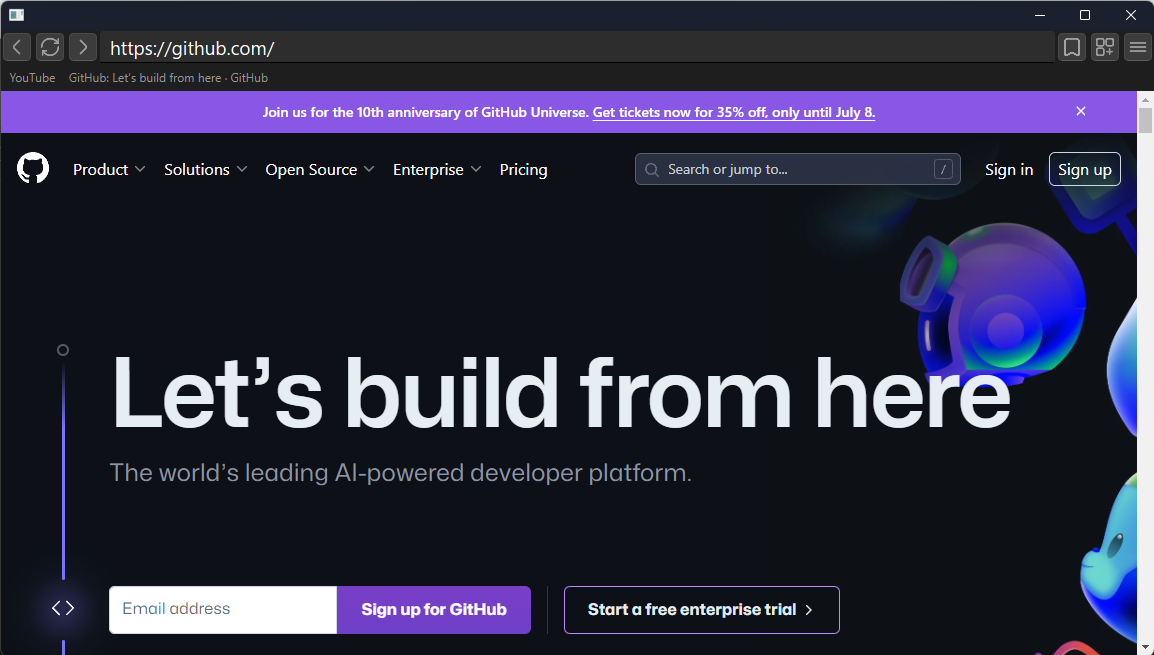 https://github.com/
YouTube GitHub: Let's build from here · GitHub
Join us for the 10th anniversary of GitHub Universe. Get tickets now for 35% off, only until July 8.
Product Solutions Open Source Enterprise Pricing Search or jump to... / Sign in Sign up
Let’s build from here
The world’s leading AI-powered developer platform.
Email address Sign up for GitHub Start a free enterprise trial